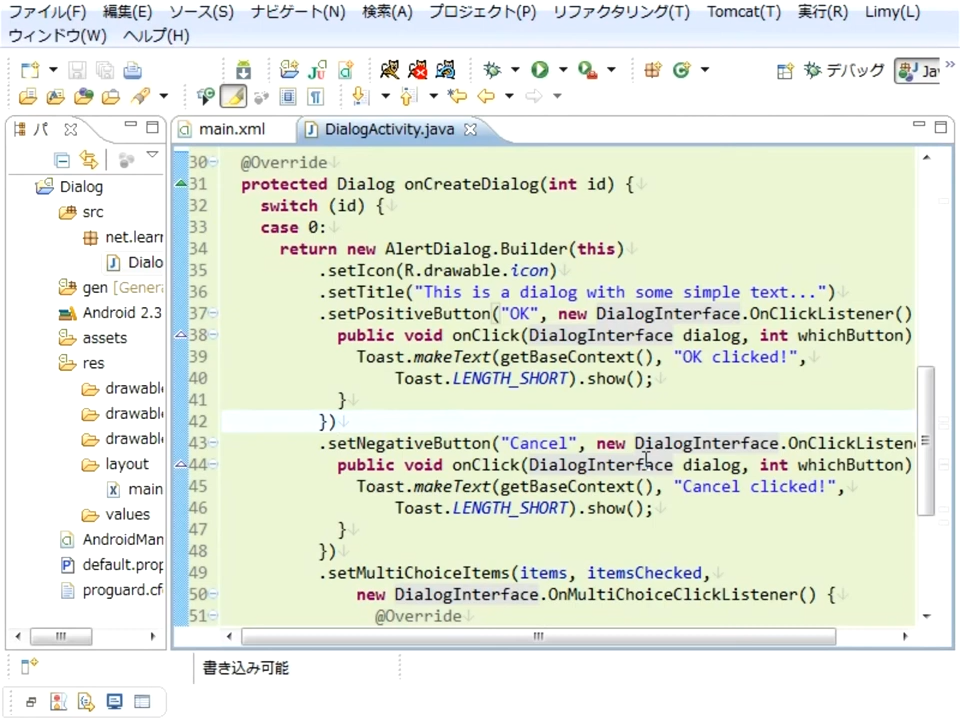 ファイル(F) 編集(E) ソース(S) ナビゲート(N) 検索(A) プロジェクト(P) リファクタリング(T) Tomcat(T) 実行(R) Limy(L)
ウィンドウ(W) ヘルプ(H)
デバッグ Jav
パ
main.xml DialogActivity.java
Dialog
src
net.learn
Dialo
gen [Genera
Android 2.3
assets
res
drawable
drawable
drawable
layout
main
values
AndroidMan
default.prop
proguard.cf
30 @Override
31 protected Dialog onCreateDialog(int id) {
32 switch (id) {
33 case 0:
34 return new AlertDialog.Builder(this)
35 .setIcon(R.drawable.icon)
36 .setTitle("This is a dialog with some simple text...")
37 .setPositiveButton("OK", new DialogInterface.OnClickListener()
38 public void onClick(DialogInterface dialog, int whichButton)
39 Toast.makeText(getBaseContext(), "OK clicked!",
40 Toast.LENGTH_SHORT).show();
41 }
42 })
43 .setNegativeButton("Cancel", new DialogInterface.OnClickListene
44 public void onClick(DialogInterface dialog, int whichButton)
45 Toast.makeText(getBaseContext(), "Cancel clicked!",
46 Toast.LENGTH_SHORT).show();
47 }
48 })
49 .setMultiChoiceItems(items, itemsChecked,
50 new DialogInterface.OnMultiChoiceClickListener() {
51 @Override
書き込み可能